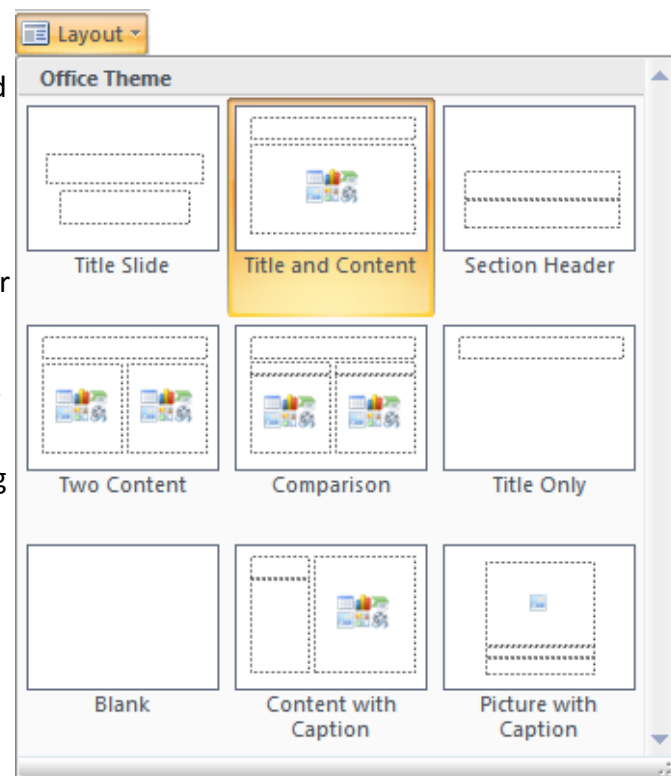 Layout
Office Theme
Title Slide
Title and Content
Section Header
Two Content
Comparison
Title Only
Blank
Content with
Caption
Picture with
Caption